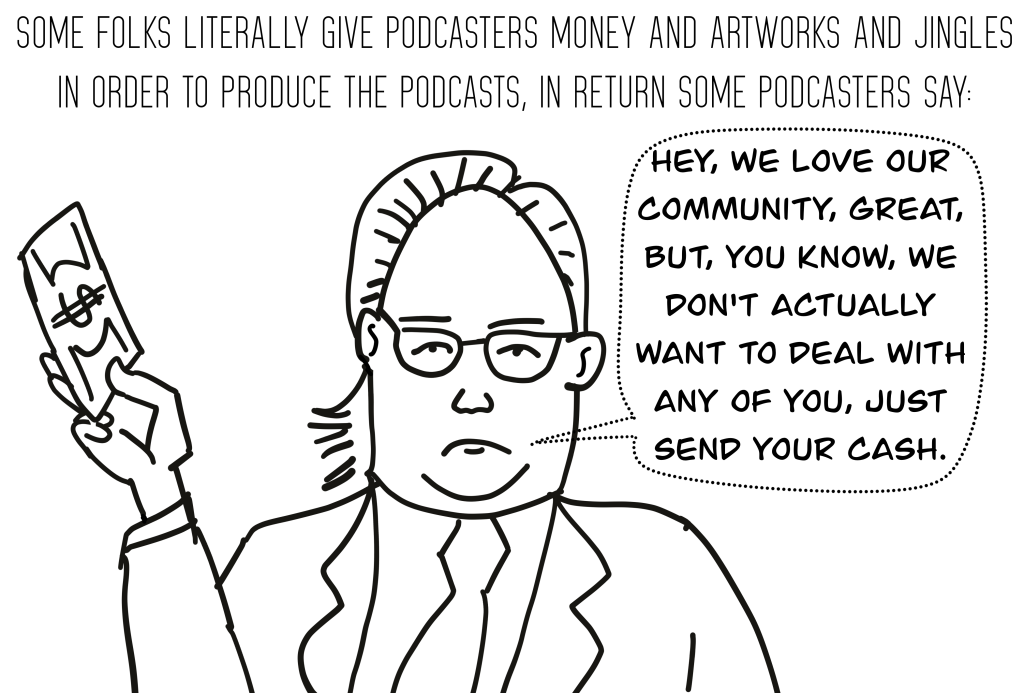 SOME FOLKS LITERALLY GIVE PODCASTERS MONEY AND ARTWORKS AND JINGLES
IN ORDER TO PRODUCE THE PODCASTS, IN RETURN SOME PODCASTERS SAY:
HEY, WE LOVE OUR
COMMUNITY, GREAT,
BUT, YOU KNOW, WE
DON'T ACTUALLY
WANT TO DEAL WITH
ANY OF YOU, JUST
SEND YOUR CASH.
$